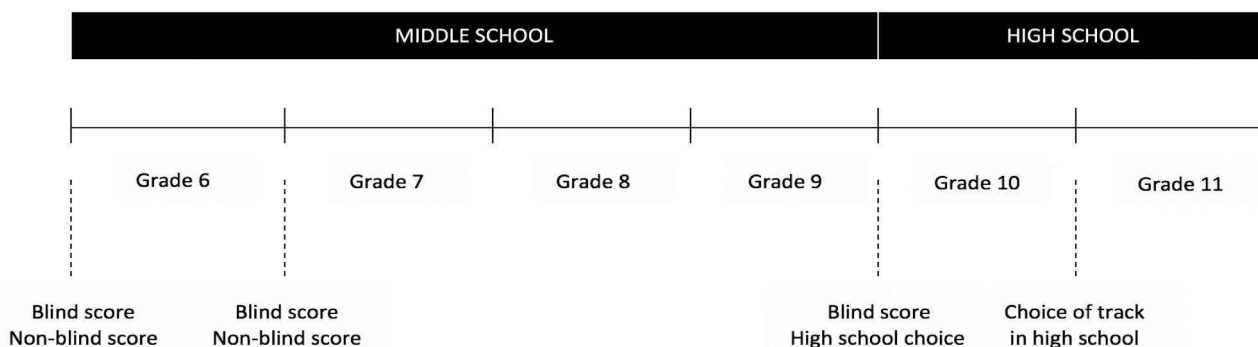 MIDDLE SCHOOL
HIGH SCHOOL
Grade 6
Grade 7
Grade 8
Grade 9
Grade 10
Grade 11
Blind score
Non-blind score
Blind score
Non-blind score
Blind score
High school choice
Choice of track
in high school